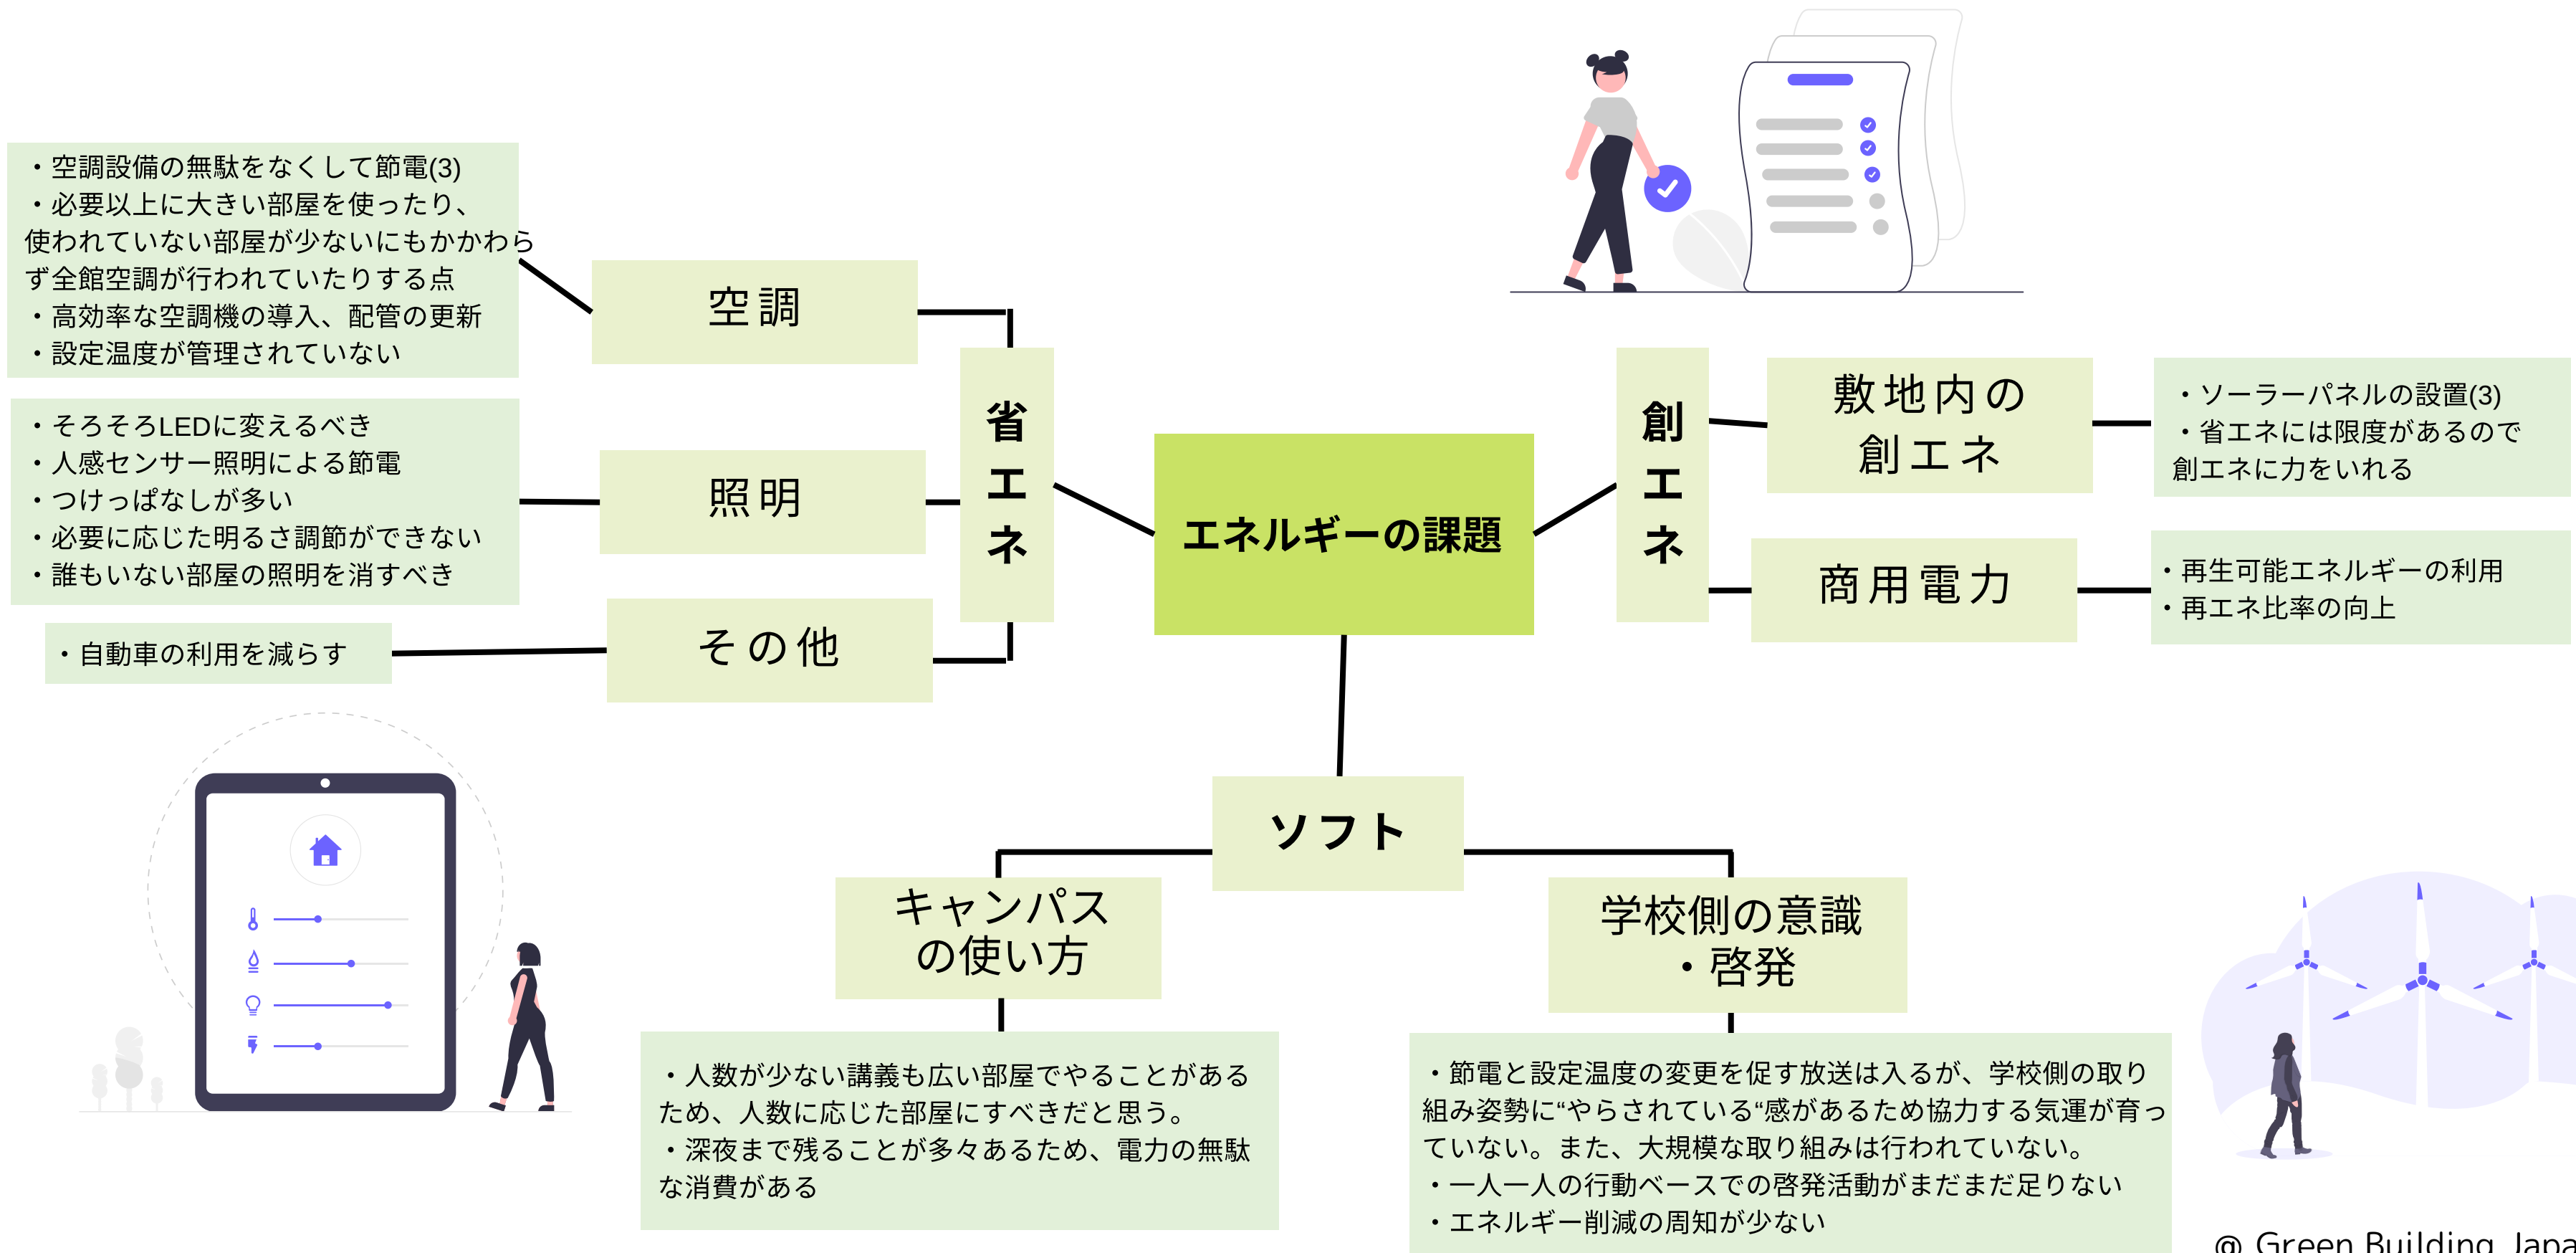 ・空調設備の無駄をなくして節電(3)
・必要以上に大きい部屋を使ったり、
使われていない部屋が少ないにもかかわら
ず全館空調が行われていたりする点
・高効率な空調機の導入、配管の更新
・設定温度が管理されていない
空調
・そろそろLEDに変えるべき
・人感センサー照明による節電
・つけっぱなしが多い
・必要に応じた明るさ調節ができない
・誰もいない部屋の照明を消すべき
照明
・自動車の利用を減らす
その他
省エネ
エネルギーの課題
創エネ
敷地内の
創エネ
・ソーラーパネルの設置(3)
・省エネには限度があるので
創エネに力をいれる
商用電力
・再生可能エネルギーの利用
・再エネ比率の向上
ソフト
キャンパス
の使い方
・人数が少ない講義も広い部屋でやることがある
ため、人数に応じた部屋にすべきだと思う。
・深夜まで残ることが多々あるため、電力の無駄
な消費がある
学校側の意識
・啓発
・節電と設定温度の変更を促す放送は入るが、学校側の取り
組み姿勢に“やらされている“感があるため協力する気運が育っ
ていない。また、大規模な取り組みは行われていない。
・一人一人の行動ベースでの啓発活動がまだまだ足りない
・エネルギー削減の周知が少ない
@ Green Building Japa